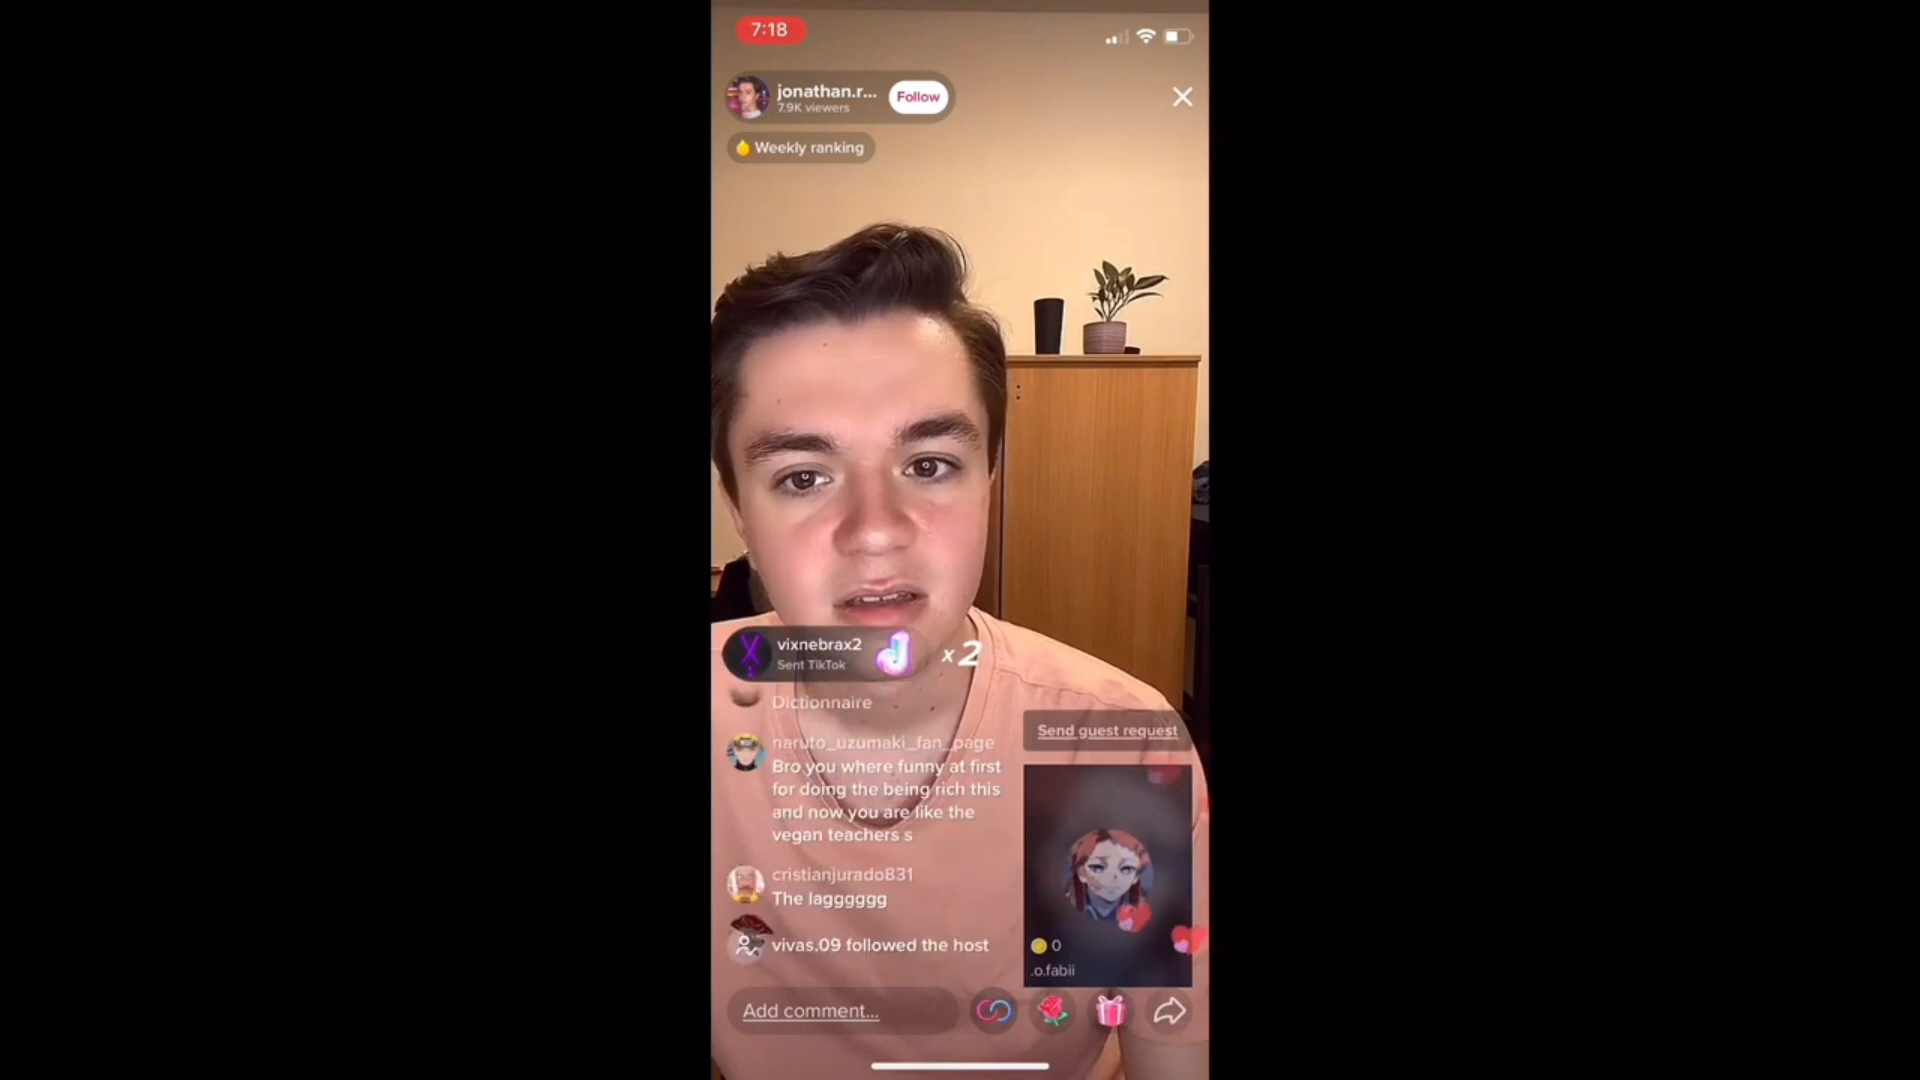 7:18
jonathan.r...
7.9K viewers
Follow
Weekly ranking
vixnebrax2
Sent TikTok
x2
Dictionnaire
naruto_uzumaki_fan_page
Bro you where funny at first
for doing the being rich this
and now you are like the
vegan teachers s
cristianjurado831
The lagggggg
vivas.09 followed the host
Send guest request
0
.o.fabii
Add comment...